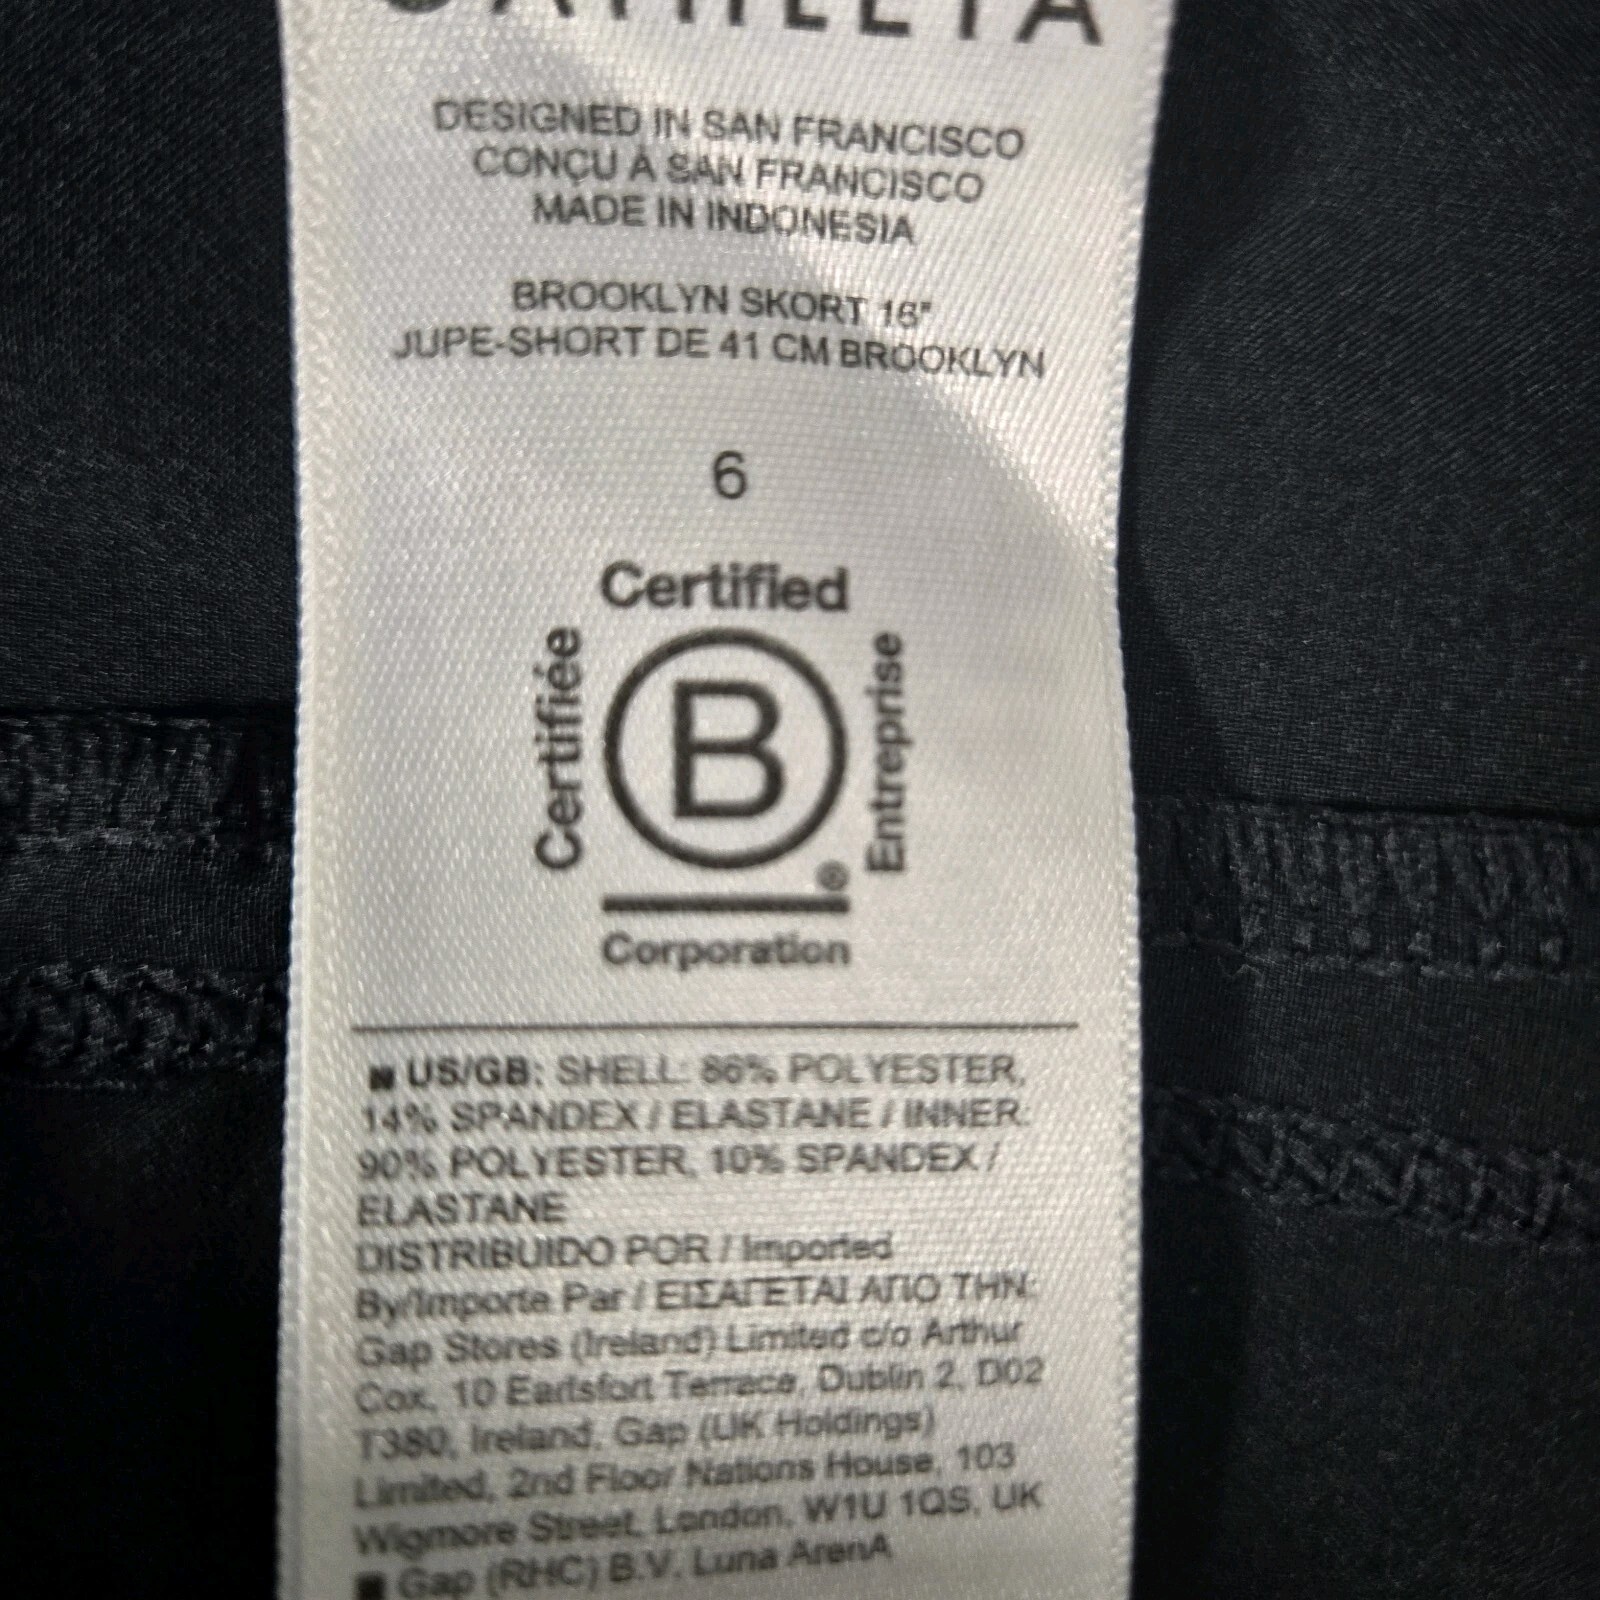 ATHLETA
DESIGNED IN SAN FRANCISCO
CONÇU À SAN FRANCISCO
MADE IN INDONESIA
BROOKLYN SKORT 16"
JUPE-SHORT DE 41 CM BROOKLYN
6
Certified
Certifiée
B
®
Entreprise
Corporation
US/GB: SHELL: 86% POLYESTER,
14% SPANDEX / ELASTANE / INNER:
90% POLYESTER, 10% SPANDEX /
ELASTANE
DISTRIBUIDO POR / Imported
By/Importe Par / ΕΙΣΑΓΕΤΑΙ ΑΠΟ ΤΗΝ:
Gap Stores (Ireland) Limited c/o Arthur
Cox, 10 Earlsfort Terrace, Dublin 2, D02
T380, Ireland. Gap (UK Holdings)
Limited, 2nd Floor Nations House, 103
Wigmore Street, London, W1U 1QS, UK
Gap (RHC) B.V. Luna ArenA